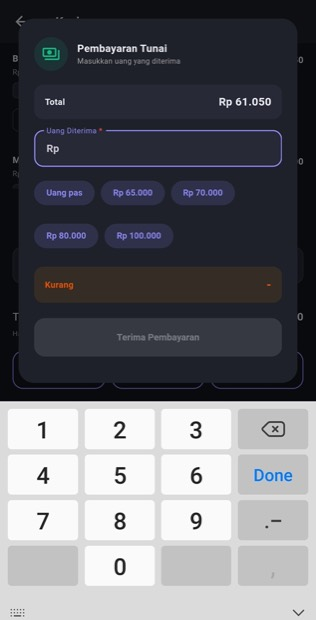 Pembayaran Tunai
Masukkan uang yang diterima
Total Rp 61.050
Uang Diterima *
Rp
Uang pas Rp 65.000 Rp 70.000
Rp 80.000 Rp 100.000
Kurang -
Terima Pembayaran
1 2 3
4 5 6 Done
7 8 9 .–
0 ,